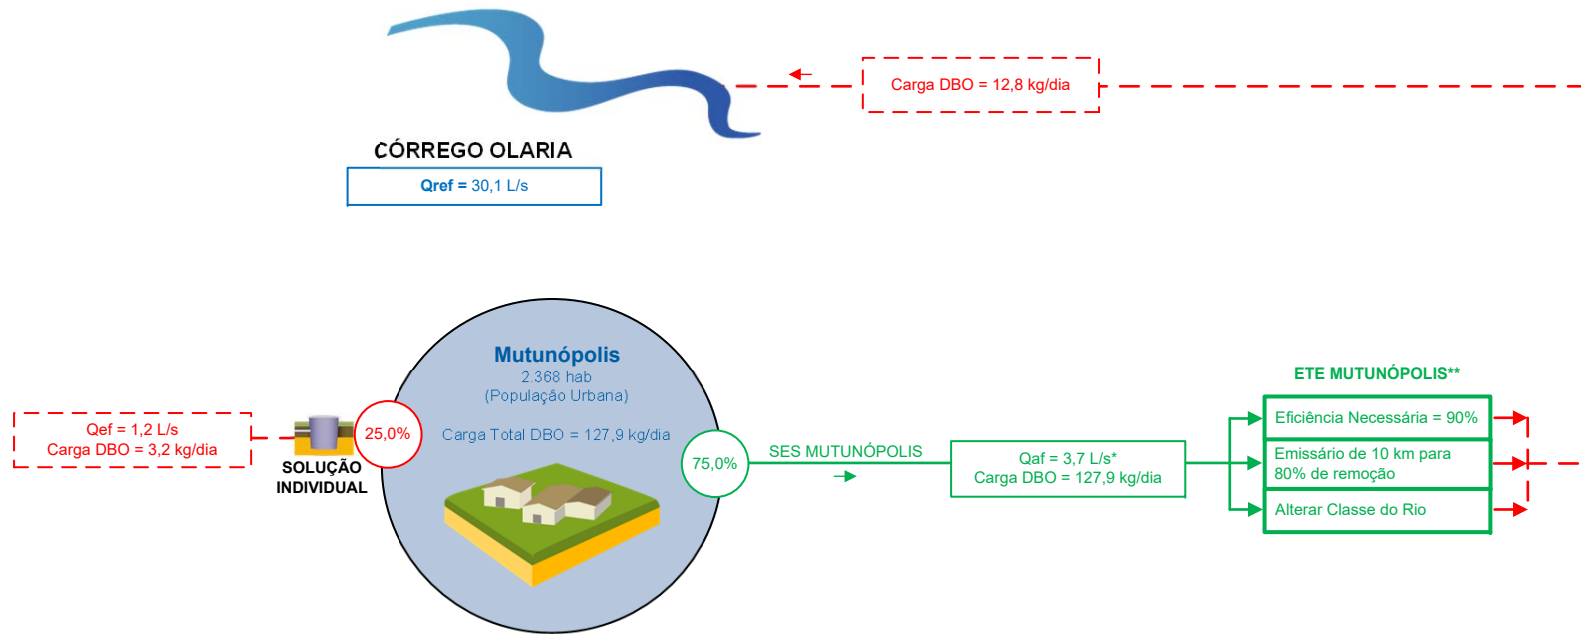 Carga DBO = 12,8 kg/dia
CÓRREGO OLARIA
Qref = 30,1 L/s
Mutunópolis
2.368 hab
(População Urbana)
Carga Total DBO = 127,9 kg/dia
Qef = 1,2 L/s
Carga DBO = 3,2 kg/dia
SOLUÇÃO
INDIVIDUAL
25,0%
75,0%
SES MUTUNÓPOLIS
Qaf = 3,7 L/s*
Carga DBO = 127,9 kg/dia
ETE MUTUNÓPOLIS**
Eficiência Necessária = 90%
Emissário de 10 km para
80% de remoção
Alterar Classe do Rio